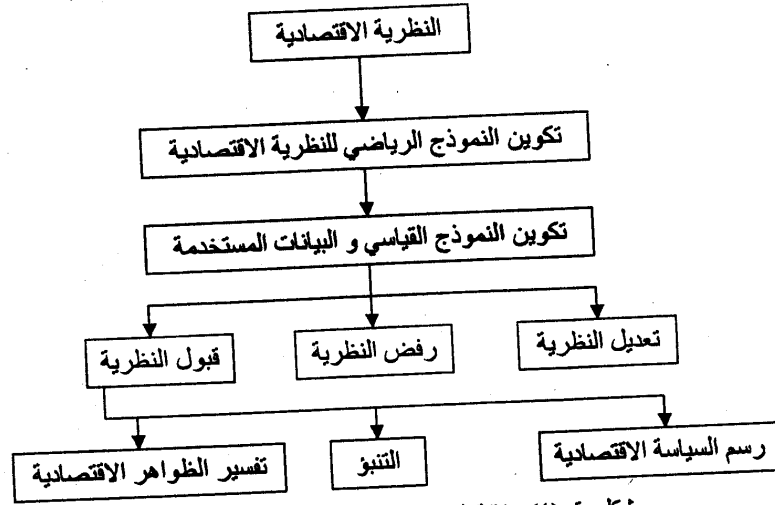 النظرية الاقتصادية
تكوين النموذج الرياضي للنظرية الاقتصادية
تكوين النموذج القياسي و البيانات المستخدمة
تعديل النظرية
رفض النظرية
قبول النظرية
رسم السياسة الاقتصادية
التنبؤ
تفسير الظواهر الاقتصادية